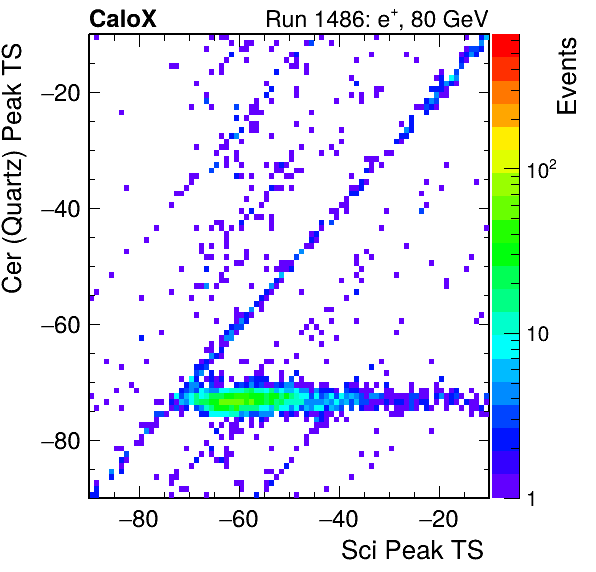 CaloX Run 1486: e⁺, 80 GeV
Cer (Quartz) Peak TS
−20
−40
−60
−80
−80 −60 −40 −20
Sci Peak TS
Events
10²
10
1